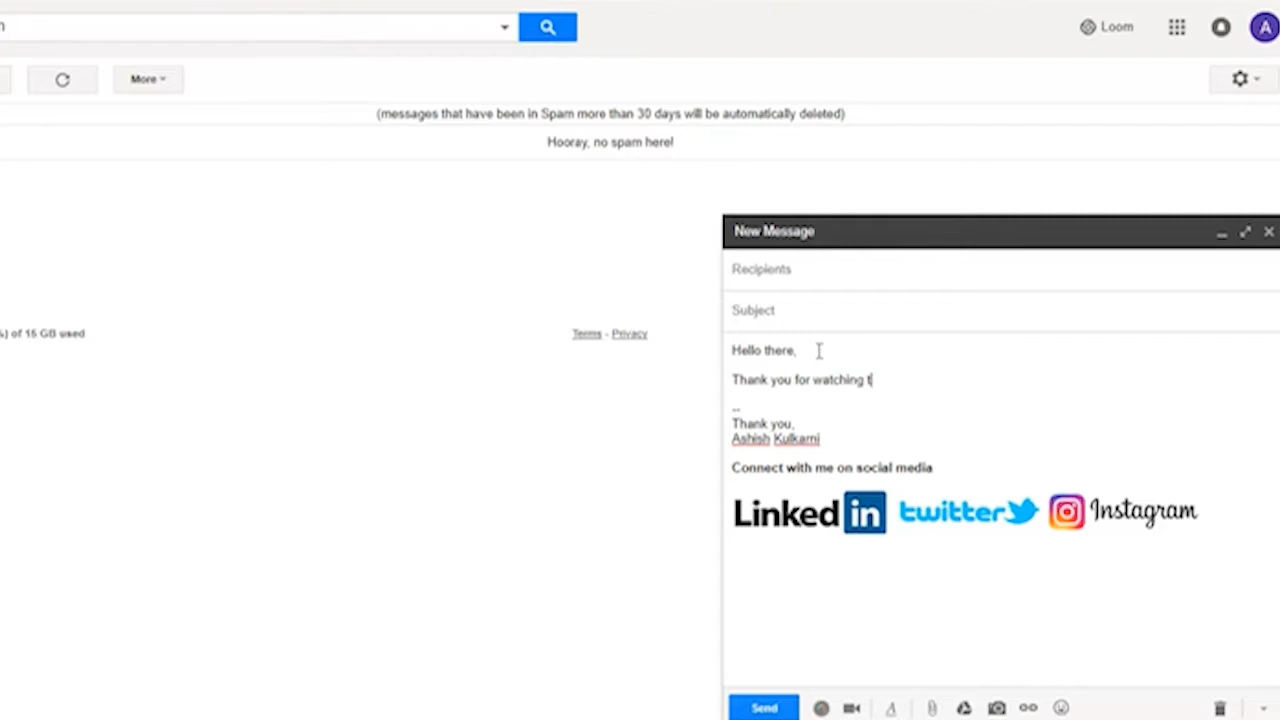 Loom
A
More
(messages that have been in Spam more than 30 days will be automatically deleted)
Hooray, no spam here!
of 15 GB used
Terms - Privacy
New Message
Recipients
Subject
Hello there,
Thank you for watching t
--
Thank you,
Ashish Kulkarni
Connect with me on social media
Linked in twitter Instagram
Send